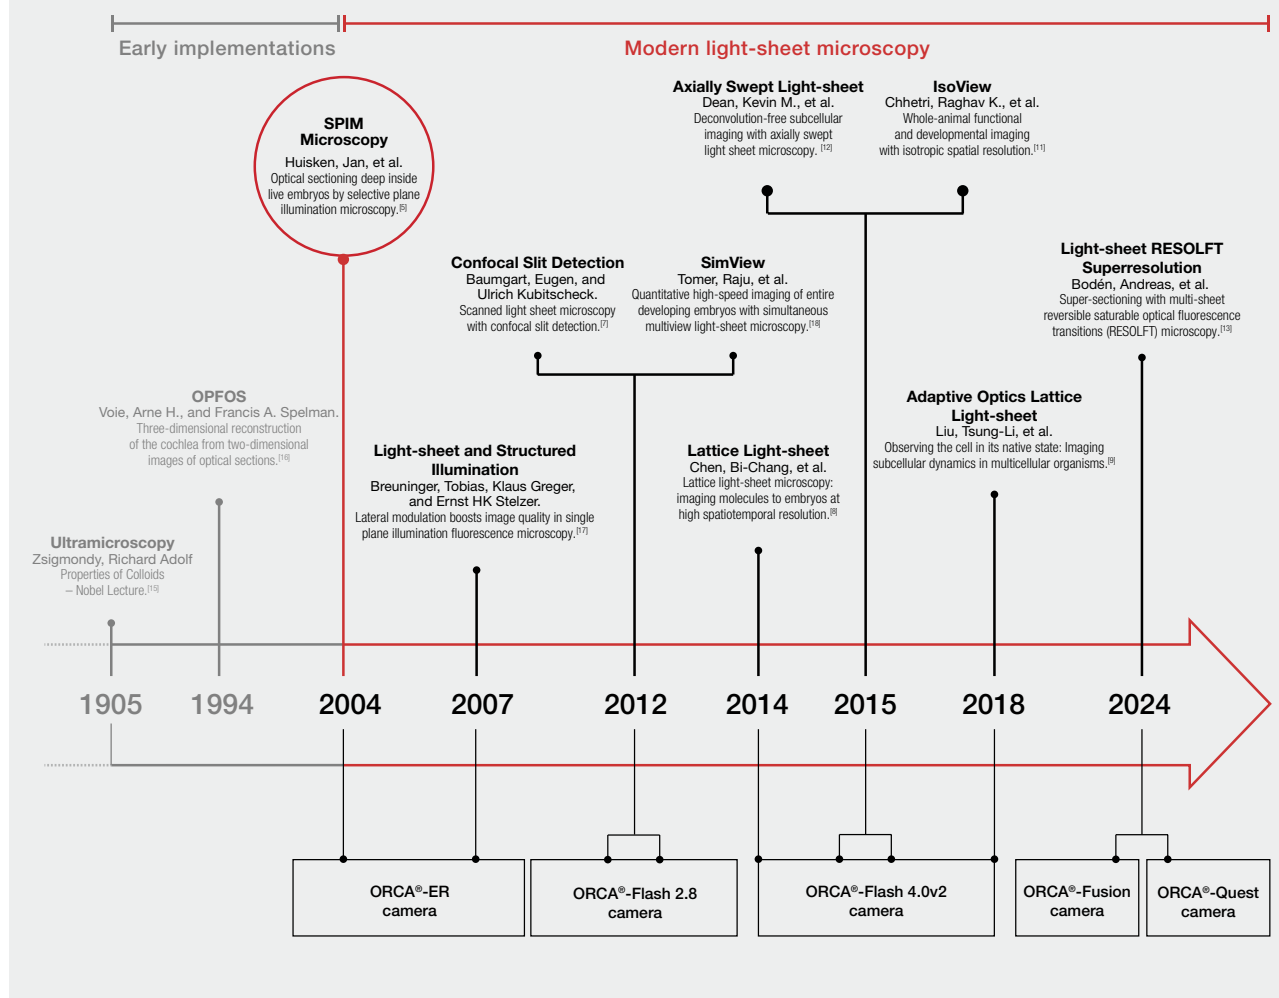 Early implementations
Modern light-sheet microscopy
SPIM
Microscopy
Huisken, Jan, et al.
Optical sectioning deep inside
live embryos by selective plane
illumination microscopy.[5]
Axially Swept Light-sheet
Dean, Kevin M., et al.
Deconvolution-free subcellular
imaging with axially swept
light sheet microscopy. [12]
IsoView
Chhetri, Raghav K., et al.
Whole-animal functional
and developmental imaging
with isotropic spatial resolution.[11]
Confocal Slit Detection
Baumgart, Eugen, and
Ulrich Kubitscheck.
Scanned light sheet microscopy
with confocal slit detection.[7]
SimView
Tomer, Raju, et al.
Quantitative high-speed imaging of entire
developing embryos with simultaneous
multiview light-sheet microscopy.[18]
Light-sheet RESOLFT
Superresolution
Bodén, Andreas, et al.
Super-sectioning with multi-sheet
reversible saturable optical fluorescence
transitions (RESOLFT) microscopy.[13]
OPFOS
Voie, Arne H., and Francis A. Spelman.
Three-dimensional reconstruction
of the cochlea from two-dimensional
images of optical sections.[16]
Light-sheet and Structured
Illumination
Breuninger, Tobias, Klaus Greger,
and Ernst HK Stelzer.
Lateral modulation boosts image quality in single
plane illumination fluorescence microscopy.[17]
Lattice Light-sheet
Chen, Bi-Chang, et al.
Lattice light-sheet microscopy:
imaging molecules to embryos at
high spatiotemporal resolution.[8]
Adaptive Optics Lattice
Light-sheet
Liu, Tsung-Li, et al.
Observing the cell in its native state: Imaging
subcellular dynamics in multicellular organisms.[9]
Ultramicroscopy
Zsigmondy, Richard Adolf
Properties of Colloids
– Nobel Lecture.[15]
1905
1994
2004
2007
2012
2014
2015
2018
2024
ORCA®-ER
camera
ORCA®-Flash 2.8
camera
ORCA®-Flash 4.0v2
camera
ORCA®-Fusion
camera
ORCA®-Quest
camera